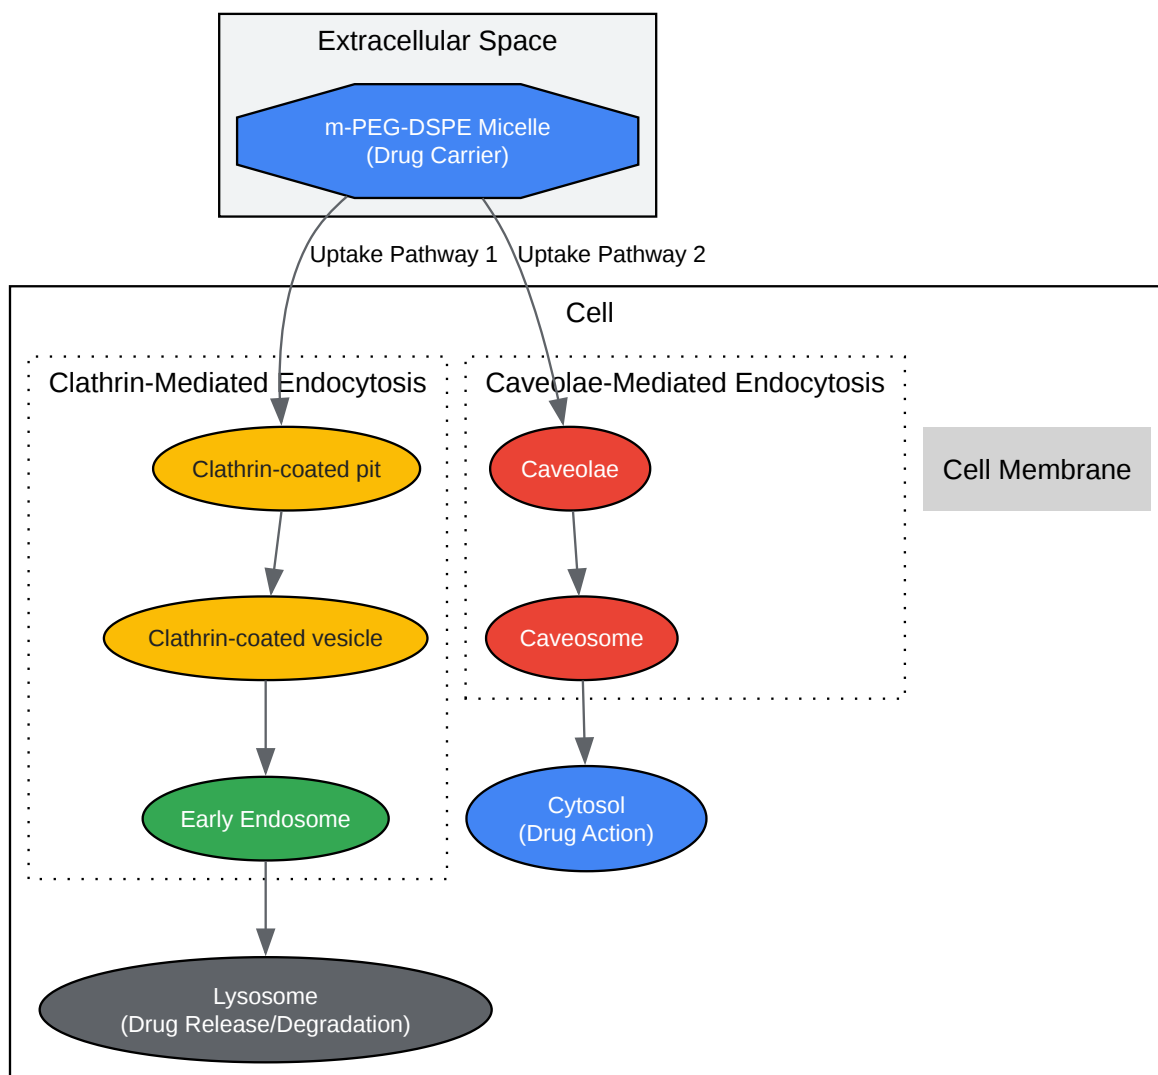 Extracellular Space
m-PEG-DSPE Micelle
(Drug Carrier)
Uptake Pathway 1
Uptake Pathway 2
Cell
Clathrin-Mediated Endocytosis
Caveolae-Mediated Endocytosis
Clathrin-coated pit
Caveolae
Cell Membrane
Clathrin-coated vesicle
Caveosome
Early Endosome
Cytosol
(Drug Action)
Lysosome
(Drug Release/Degradation)